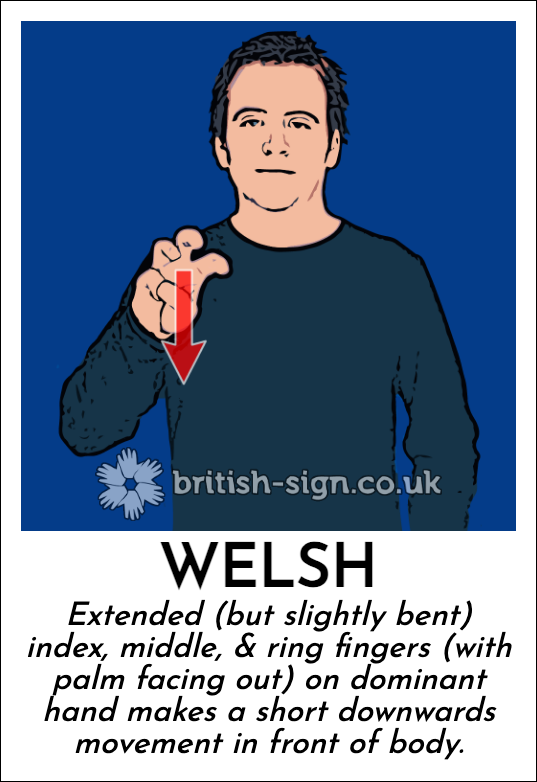 british-sign.co.uk
WELSH
Extended (but slightly bent)
index, middle, & ring fingers (with
palm facing out) on dominant
hand makes a short downwards
movement in front of body.